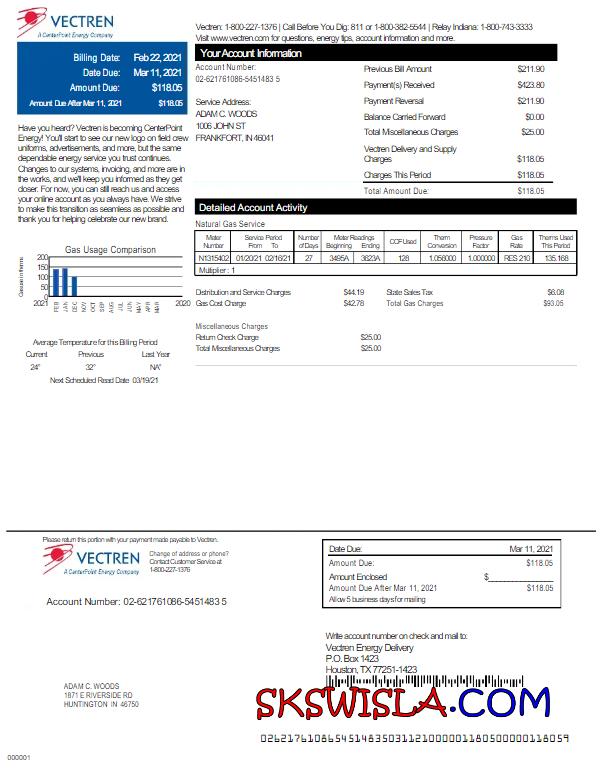 VECTREN
A CenterPoint Energy Company
Vectren: 1-800-227-1376 | Call Before You Dig: 811 or 1-800-382-5544 | Relay Indiana: 1-800-743-3333
Visit www.vectren.com for questions, energy tips, account information and more.
Billing Date: Feb 22, 2021
Date Due: Mar 11, 2021
Amount Due: $118.05
Amount Due After Mar 11, 2021 $118.05
Have you heard? Vectren is becoming CenterPoint
Energy! You'll start to see our new logo on field crew
uniforms, advertisements, and more, but the same
dependable energy service you trust continues.
Changes to our systems, invoicing, and more are in
the works, and we'll keep you informed as they get
closer. For now, you can still reach us and access
your online account as you always have. We strive
to make this transition as seamless as possible and
thank you for helping celebrate our new brand.
Your Account Information
Account Number:
02-621761086-5451483 5
Service Address:
ADAM C. WOODS
1006 JOHN ST
FRANKFORT, IN 46041
Previous Bill Amount $211.90
Payment(s) Received $423.80
Payment Reversal $211.90
Balance Carried Forward $0.00
Total Miscellaneous Charges $25.00
Vectren Delivery and Supply
Charges $118.05
Charges This Period $118.05
Total Amount Due: $118.05
Detailed Account Activity
Natural Gas Service
Meter Number | Service Period From To | Number of Days | Meter Readings Beginning Ending | CCF Used | Therm Conversion | Pressure Factor | Gas Rate | Therms Used This Period
N1315402 | 01/2021 02/16/21 | 27 | 3495A 3623A | 128 | 1.056000 | 1.000000 | RES 210 | 135.168
Multiplier: 1
Distribution and Service Charges $44.19 State Sales Tax $6.08
Gas Cost Charge $42.78 Total Gas Charges $93.05
Miscellaneous Charges
Return Check Charge $25.00
Total Miscellaneous Charges $25.00
Gas Usage Comparison
200
150
100
50
0
2021 FEB JAN DEC NOV OCT SEP AUG JUL JUN MAY APR MAR 2020
Average Temperature for this Billing Period
Current Previous Last Year
24° 32° NA°
Next Scheduled Read Date 03/19/21
Please return this portion with your payment made payable to Vectren.
VECTREN
A CenterPoint Energy Company
Change of address or phone?
Contact Customer Service at
1-800-227-1376
Account Number: 02-621761086-5451483 5
Date Due: Mar 11, 2021
Amount Due: $118.05
Amount Enclosed $
Amount Due After Mar 11, 2021 $118.05
Allow 5 business days for mailing
Write account number on check and mail to:
Vectren Energy Delivery
P.O. Box 1423
Houston, TX 77251-1423
ADAM C. WOODS
1871 E RIVERSIDE RD
HUNTINGTON IN 46750
SKSWISLA.COM
000001